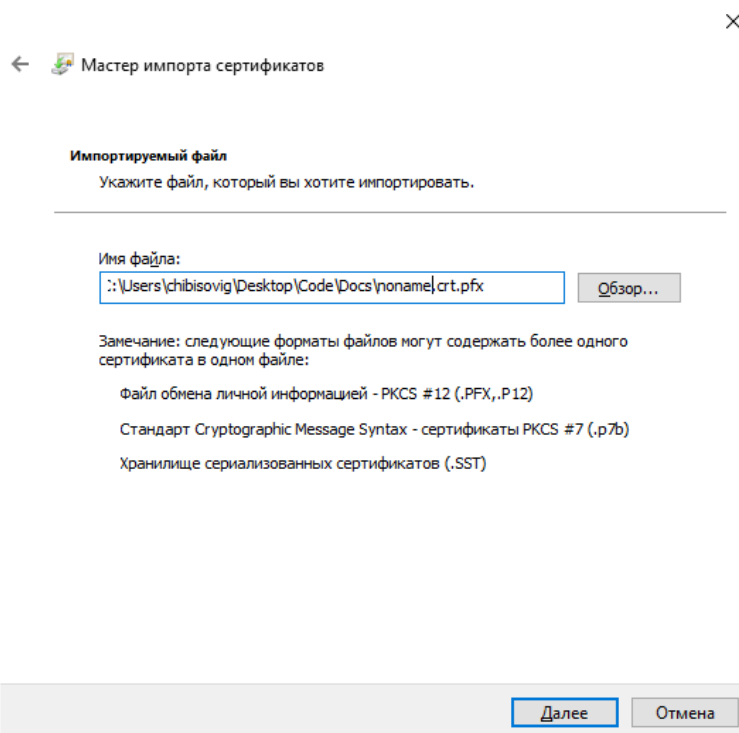 Мастер импорта сертификатов
Импортируемый файл
Укажите файл, который вы хотите импортировать.
Имя файла:
:\Users\chibisovig\Desktop\Code\Docs\noname.crt.pfx
Обзор...
Замечание: следующие форматы файлов могут содержать более одного
сертификата в одном файле:
Файл обмена личной информацией - PKCS #12 (.PFX,.P12)
Стандарт Cryptographic Message Syntax - сертификаты PKCS #7 (.p7b)
Хранилище сериализованных сертификатов (.SST)
Далее
Отмена